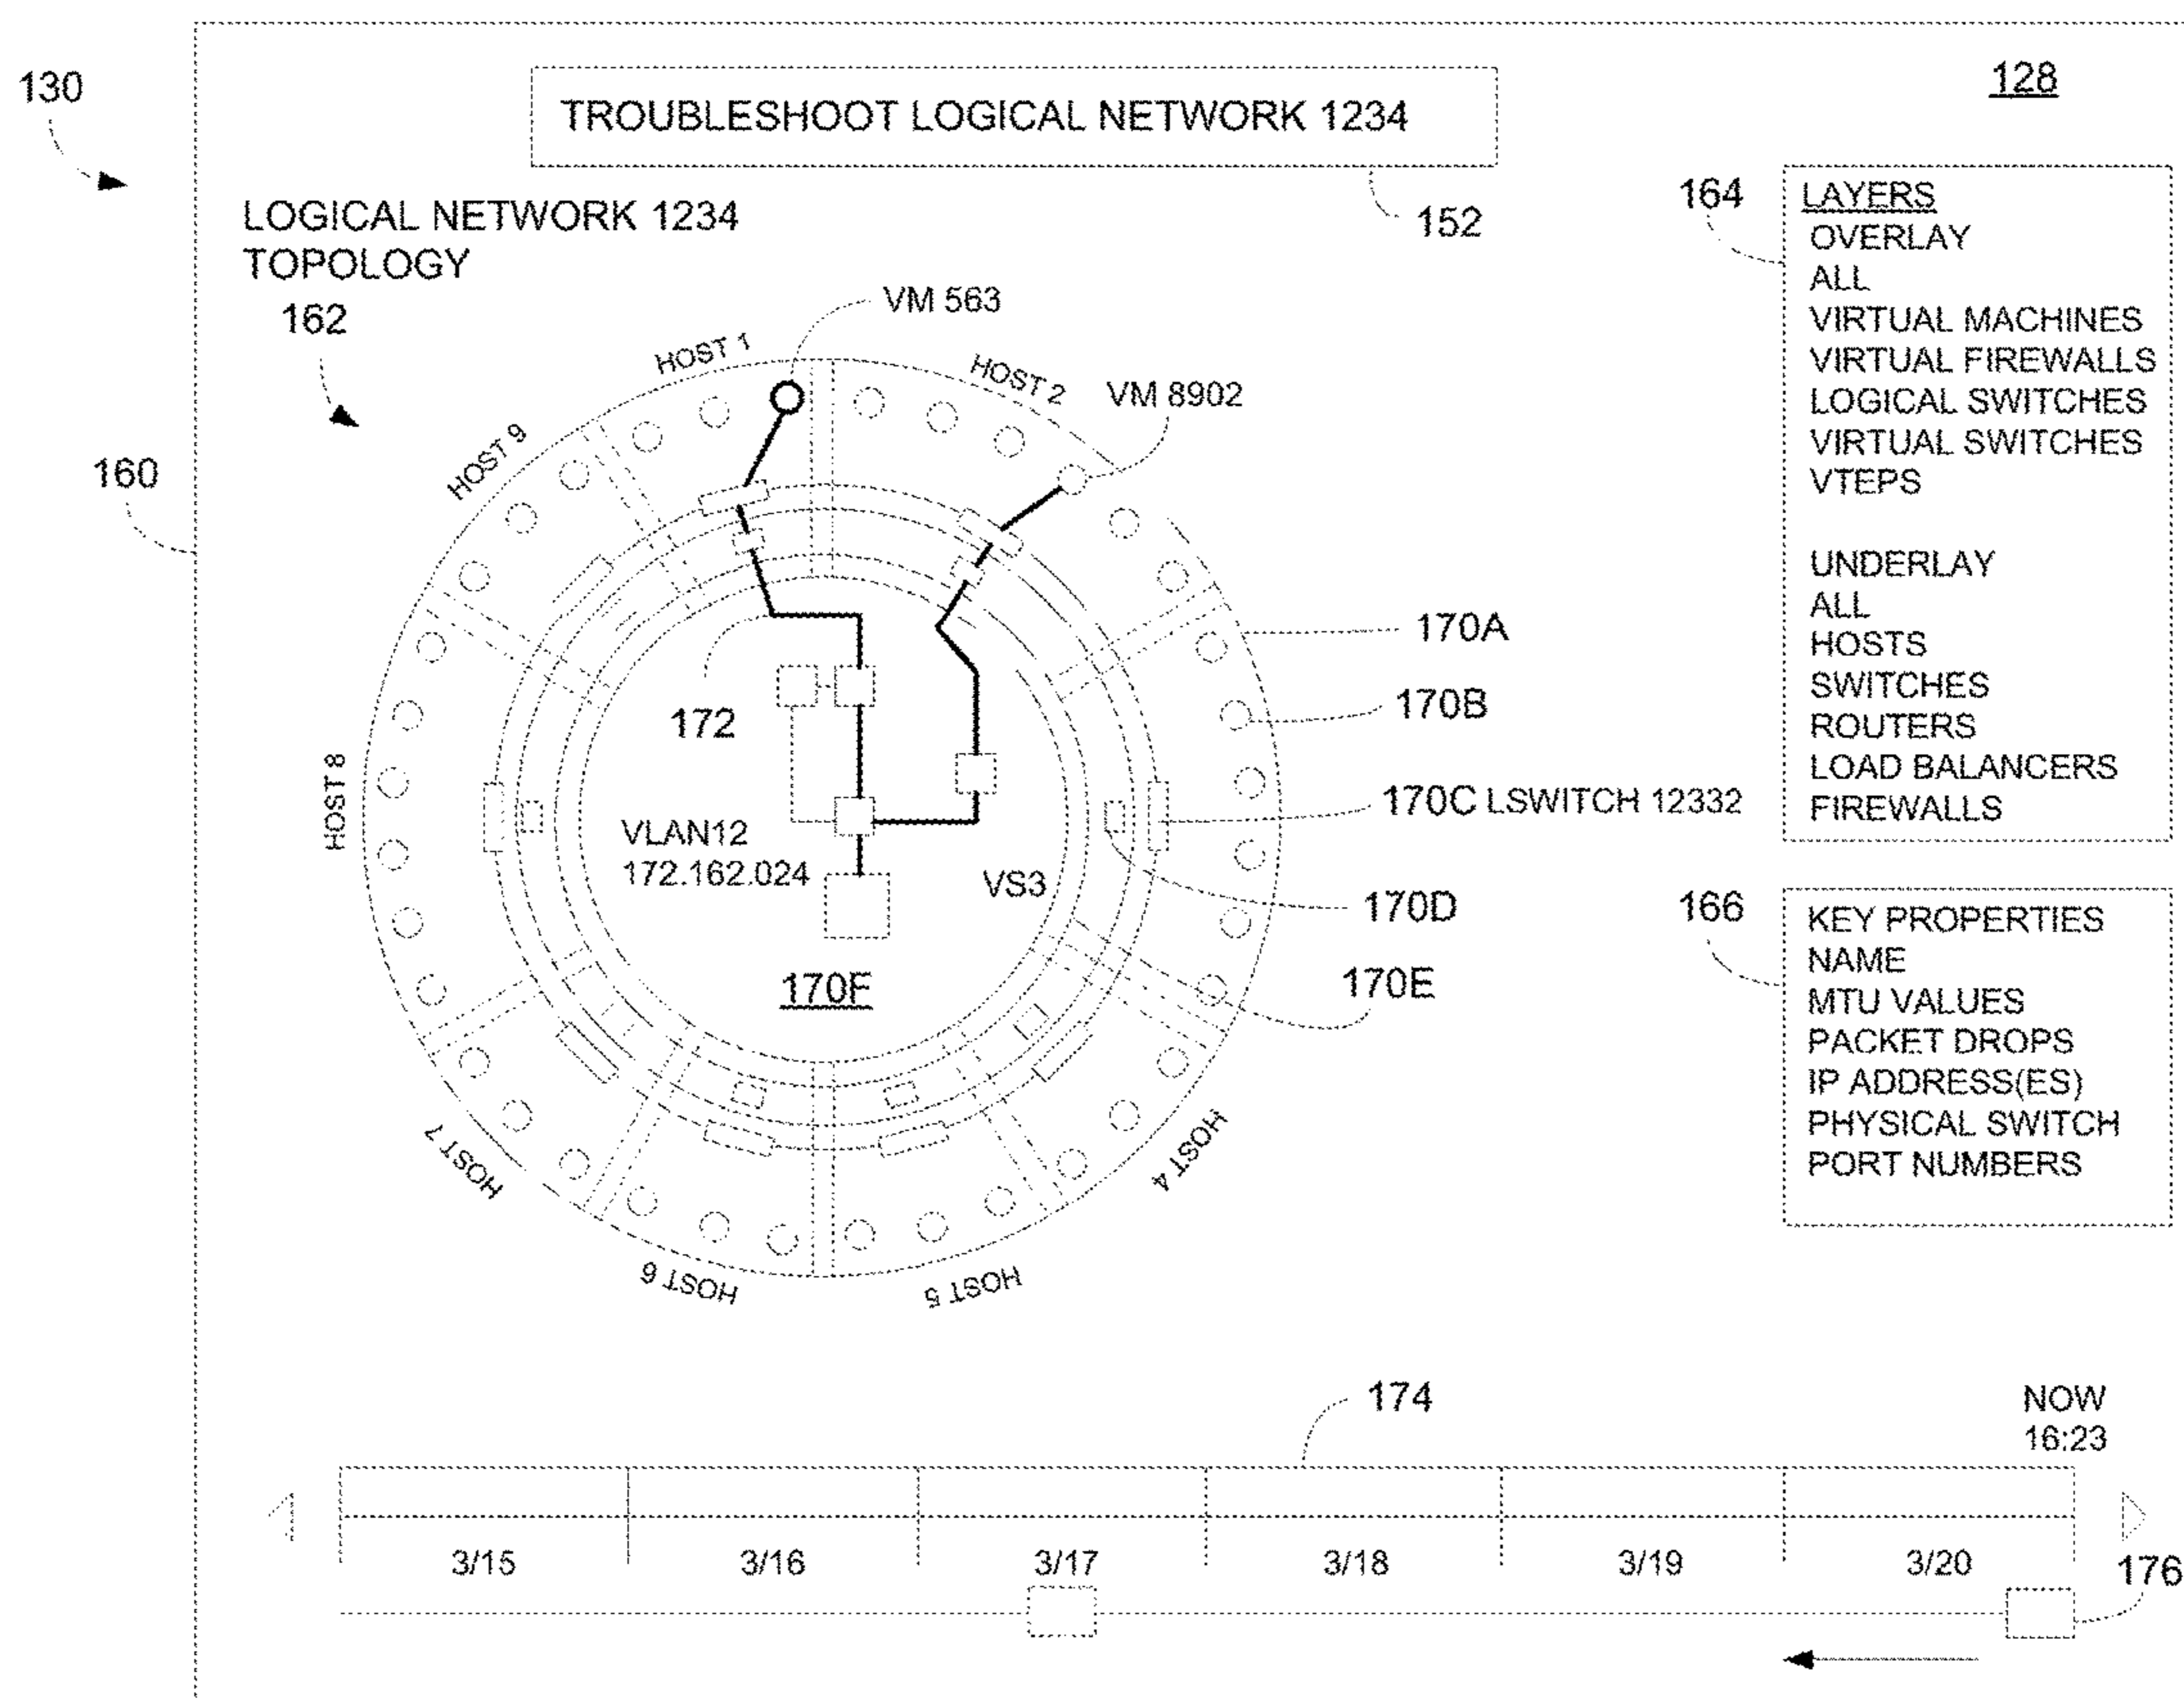 128
130
TROUBLESHOOT LOGICAL NETWORK 1234
152
LOGICAL NETWORK 1234
TOPOLOGY
162
160
VM 563
VM 8902
HOST 1
HOST 2
HOST 9
HOST 8
HOST 7
HOST 6
HOST 5
HOST 4
172
VLAN12
172.162.024
VS3
170F
170A
170B
170C LSWITCH 12332
170D
170E
164
LAYERS
OVERLAY
ALL
VIRTUAL MACHINES
VIRTUAL FIREWALLS
LOGICAL SWITCHES
VIRTUAL SWITCHES
VTEPS
UNDERLAY
ALL
HOSTS
SWITCHES
ROUTERS
LOAD BALANCERS
FIREWALLS
166
KEY PROPERTIES
NAME
MTU VALUES
PACKET DROPS
IP ADDRESS(ES)
PHYSICAL SWITCH
PORT NUMBERS
174
NOW
16:23
3/15 3/16 3/17 3/18 3/19 3/20
176